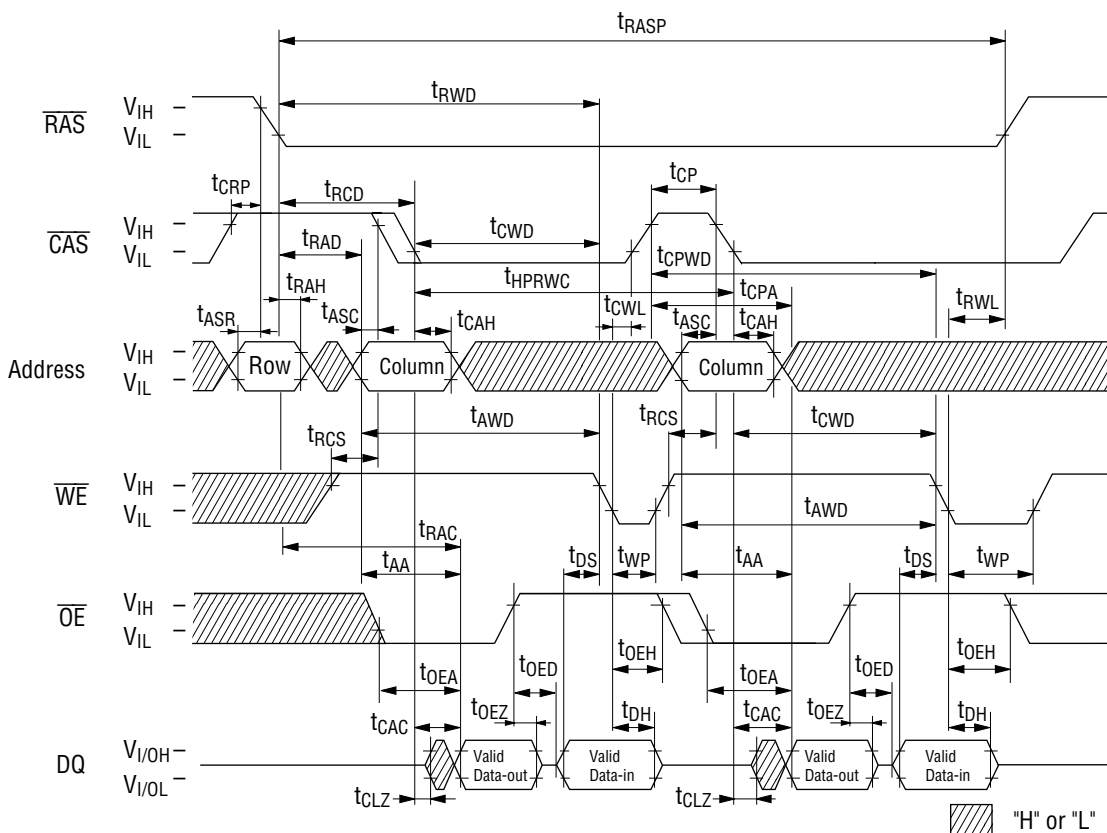 tRASP
tRWD
RAS
VIH
VIL
tCRP
tRCD
tCP
CAS
VIH
VIL
tRAD
tCWD
tCPWD
tRAH
tHPRWC
tCPA
tASR
tASC
tCAH
tCWL
tASC
tCAH
tRWL
Address
VIH
VIL
Row
Column
Column
tRCS
tAWD
tRCS
tCWD
WE
VIH
VIL
tRAC
tAWD
tAA
tDS
tWP
tAA
tDS
tWP
OE
VIH
VIL
tOEA
tOED
tOEH
tOEA
tOED
tOEH
tCAC
tOEZ
tDH
tCAC
tOEZ
tDH
DQ
VI/OH
VI/OL
Valid
Data-out
Valid
Data-in
Valid
Data-out
Valid
Data-in
tCLZ
tCLZ
"H" or "L"